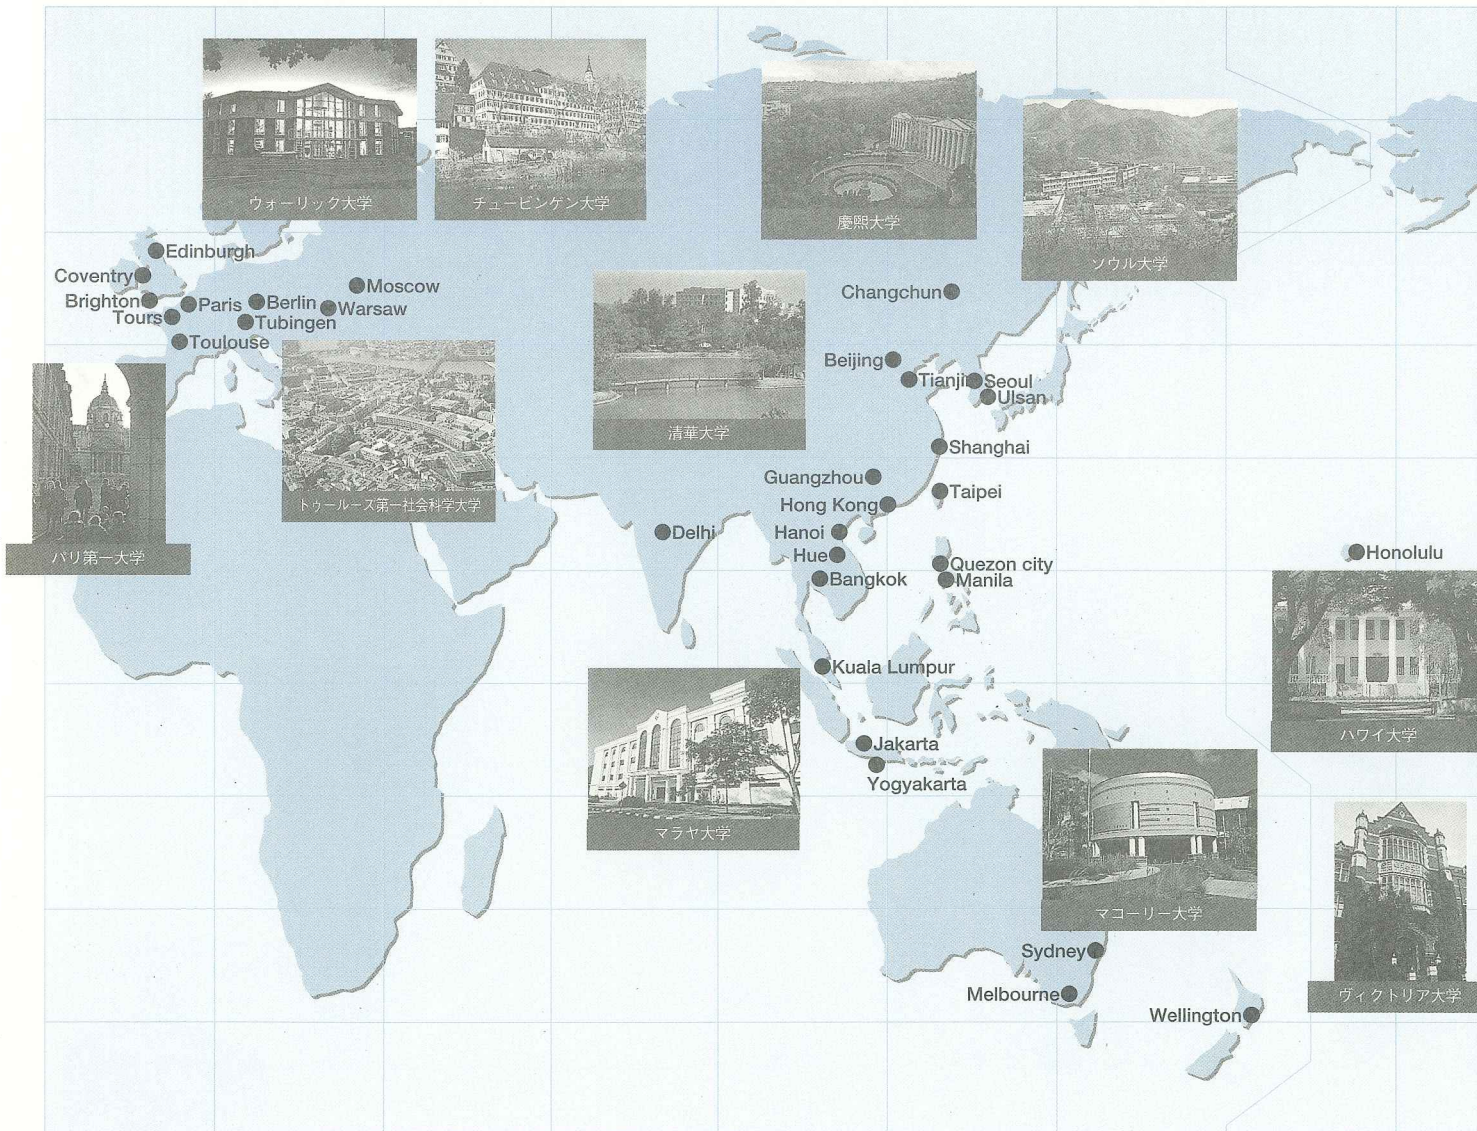 ウォーリック大学
チュービンゲン大学
慶熙大学
ソウル大学
Edinburgh
Coventry
Brighton
Tours
Paris
Toulouse
Berlin
Tubingen
Moscow
Warsaw
Changchun
Beijing
Tianjin
Seoul
Ulsan
清華大学
トゥールーズ第一社会科学大学
パリ第一大学
Shanghai
Guangzhou
Hong Kong
Taipei
Delhi
Hanoi
Hue
Bangkok
Quezon city
Manila
Honolulu
Kuala Lumpur
ハワイ大学
Jakarta
Yogyakarta
マラヤ大学
マコーリー大学
Sydney
Melbourne
Wellington
ヴィクトリア大学